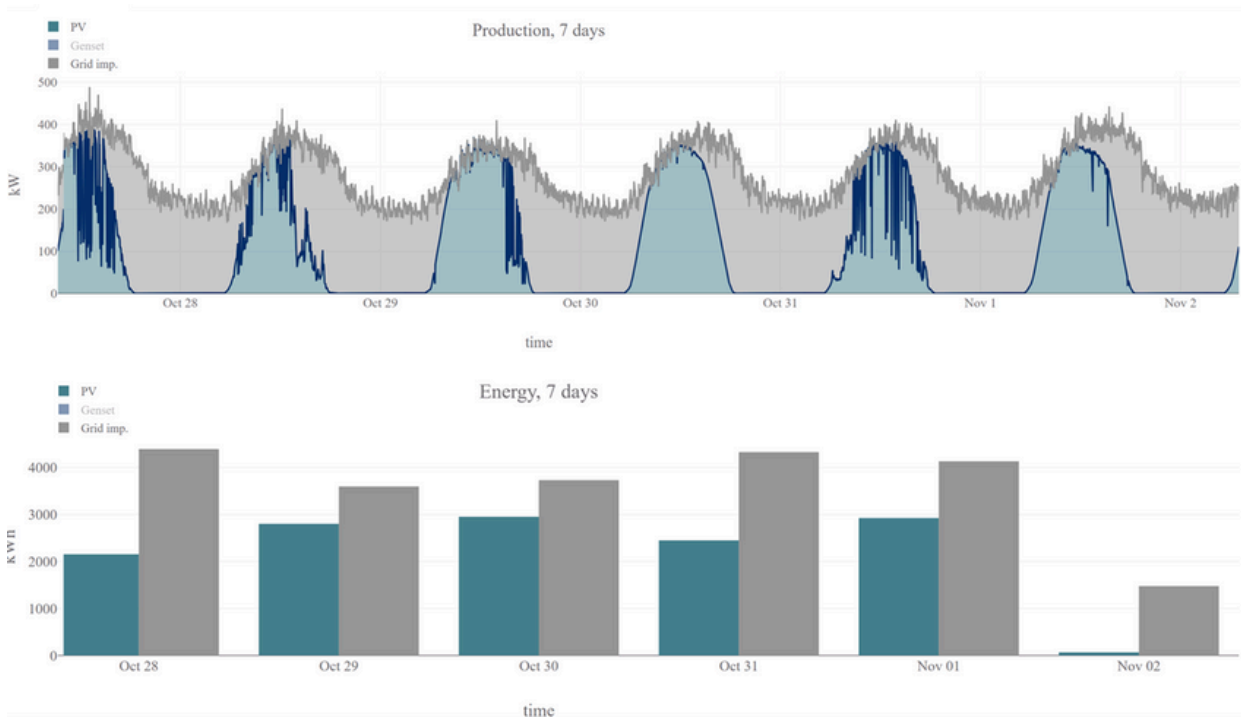 Production, 7 days
PV
Genset
Grid imp.
500
400
300
200
100
0
kW
Oct 28
Oct 29
Oct 30
Oct 31
Nov 1
Nov 2
time
Energy, 7 days
PV
Genset
Grid imp.
4000
3000
2000
1000
0
kWh
Oct 28
Oct 29
Oct 30
Oct 31
Nov 01
Nov 02
time